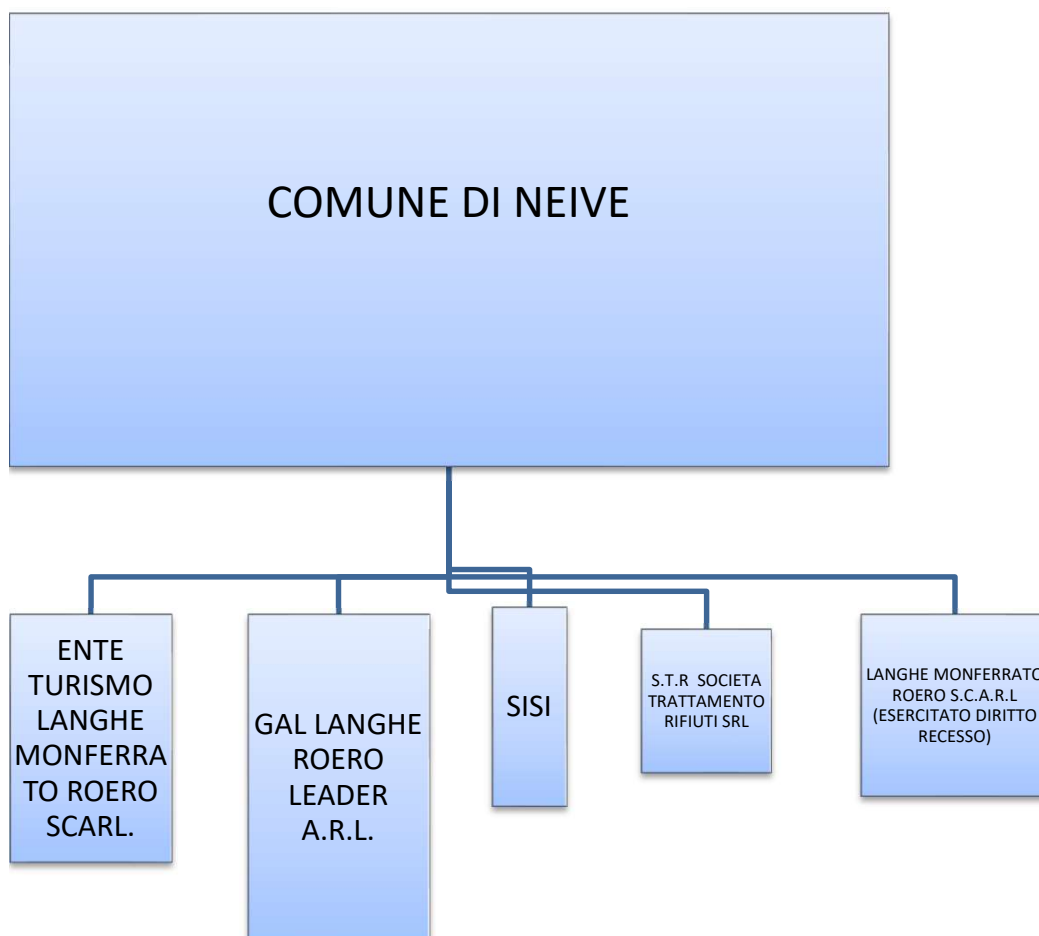 COMUNE DI NEIVE
ENTE
TURISMO
LANGHE
MONFERRA
TO ROERO
SCARL.
GAL LANGHE
ROERO
LEADER
A.R.L.
SISI
S.T.R SOCIETA
TRATTAMENTO
RIFIUTI SRL
LANGHE MONFERRATO
ROERO S.C.A.R.L
(ESERCITATO DIRITTO
RECESSO)